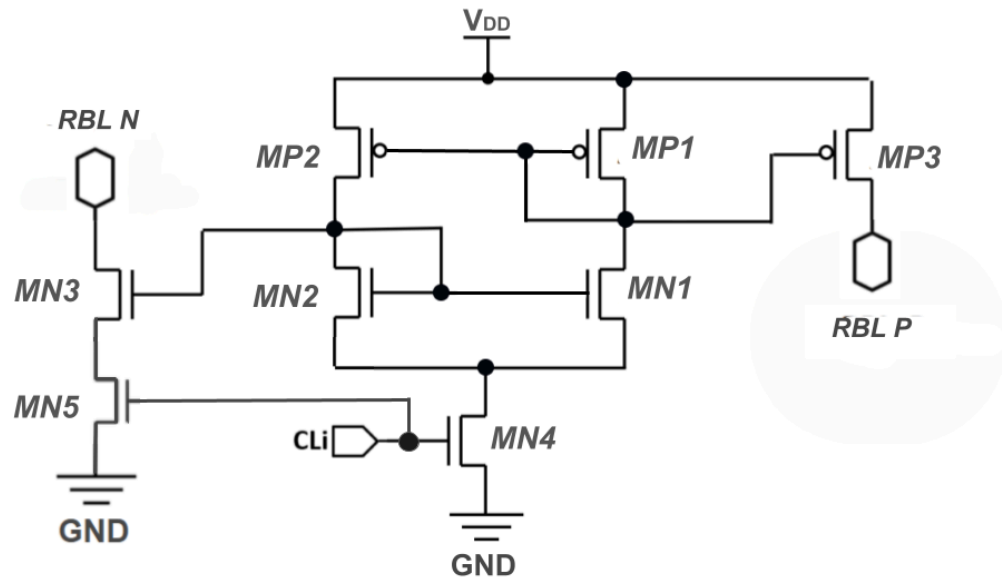 VDD
RBL N
MP2
MP1
MP3
MN3
MN2
MN1
RBL P
MN5
CLi
MN4
GND
GND